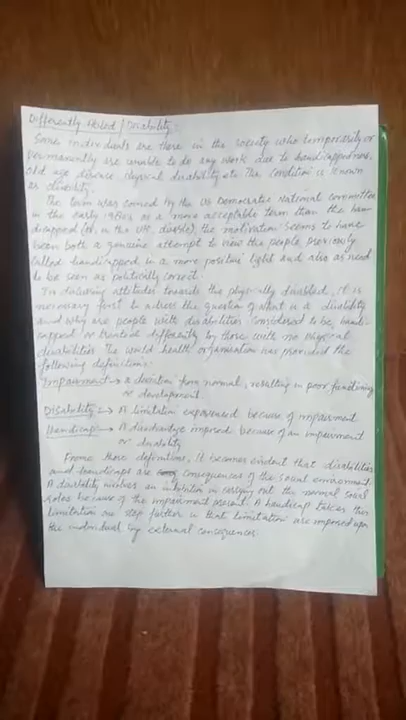 Differently Abled / Disability :
Some individuals are there in the society who temporarily or
permanently are unable to do any work due to handicappedness,
old age disease, physical disability etc. The condition is known
as
The term was coined by the US Democratic National committee
in the early 1980s as a more acceptable term than the han-
dicapped (or, in the UK, disable), the motivation seems to have
been both a genuine attempt to view the people previously
called handicapped in a more positive light and also as need
to be seen as politically correct.
In discussing attitudes towards the physically disabled, it is
necessary first to adress the question of what is a disability
and why are people with disabilities considered to be handi-
capped or treated differently by those with no physical
disabilities. The world health organisation has provided the
following definitions
Impairment → A deviation from normal, resulting in poor functioning
or development.
Disability → A limitation experienced because of impairment
Handicap → A disadvantge imposed because of an impairment
or disability
From these definitions, It becomes evident that disabilities
and handicaps are consequences of the social environment.
A disability involves an in carrying out the normal social
roles because of the impairment present. A handicap takes this
limitation one step farther in that limitation are imposed upon
the individual by external consequences.